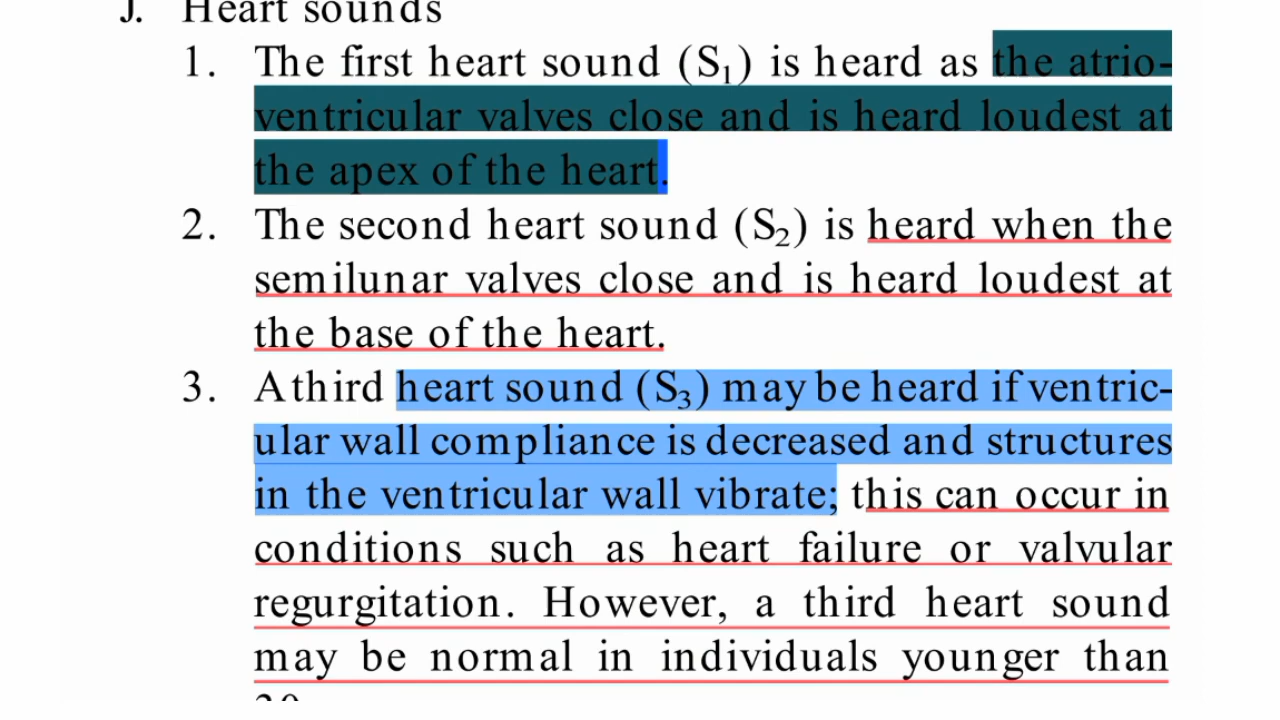 J. Heart sounds
1. The first heart sound (S₁) is heard as the atrio-
ventricular valves close and is heard loudest at
the apex of the heart.
2. The second heart sound (S₂) is heard when the
semilunar valves close and is heard loudest at
the base of the heart.
3. A third heart sound (S₃) may be heard if ventric-
ular wall compliance is decreased and structures
in the ventricular wall vibrate; this can occur in
conditions such as heart failure or valvular
regurgitation. However, a third heart sound
may be normal in individuals younger than